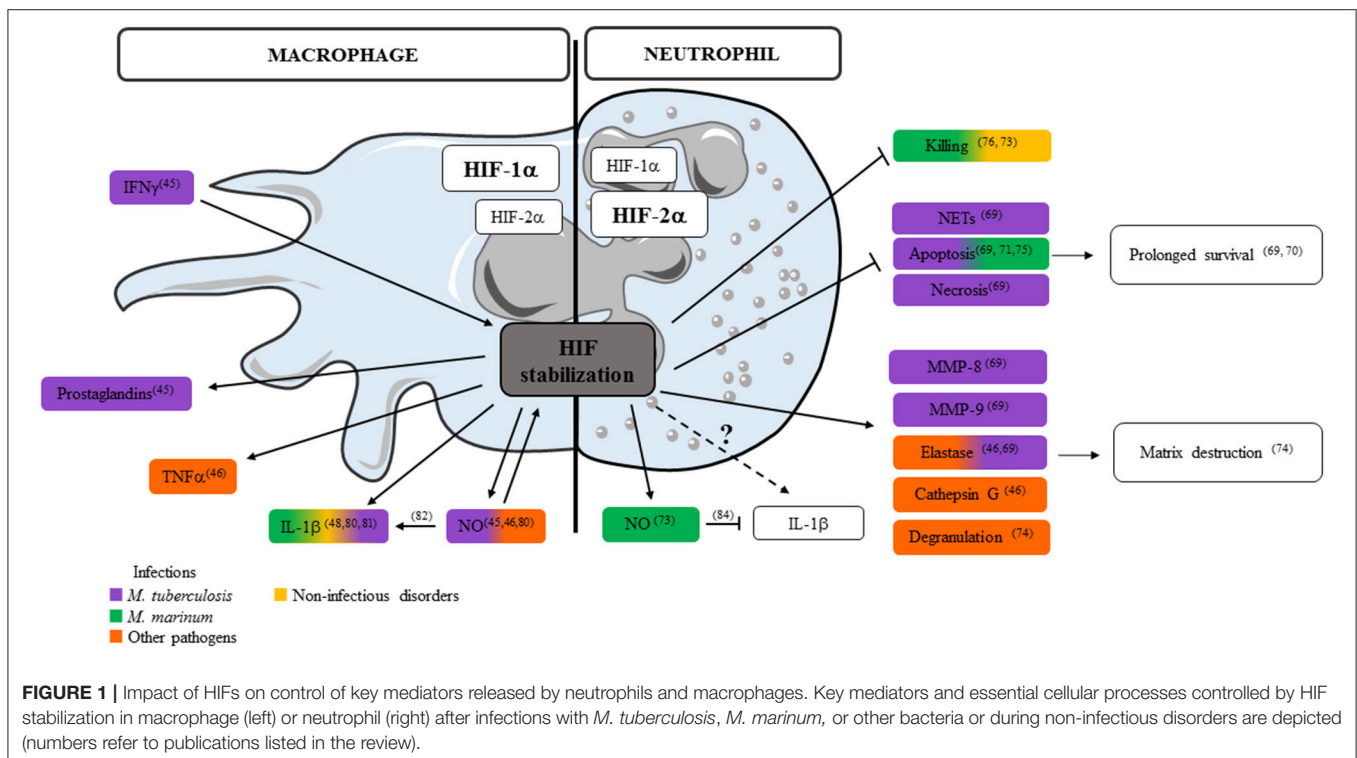 MACROPHAGE
NEUTROPHIL
HIF-1α
HIF-2α
HIF-1α
HIF-2α
HIF
stabilization
IFNγ(45)
Prostaglandins(45)
TNFα(46)
IL-1β (48,80,81)
(82)
NO(45,46,80)
NO (73)
(84)
IL-1β
?
Killing (76, 73)
NETs (69)
Apoptosis(69, 71,75)
Necrosis(69)
Prolonged survival (69, 70)
MMP-8 (69)
MMP-9 (69)
Elastase (46,69)
Cathepsin G (46)
Degranulation (74)
Matrix destruction (74)
Infections
M. tuberculosis
M. marinum
Other pathogens
Non-infectious disorders
FIGURE 1 | Impact of HIFs on control of key mediators released by neutrophils and macrophages. Key mediators and essential cellular processes controlled by HIF
stabilization in macrophage (left) or neutrophil (right) after infections with M. tuberculosis, M. marinum, or other bacteria or during non-infectious disorders are depicted
(numbers refer to publications listed in the review).